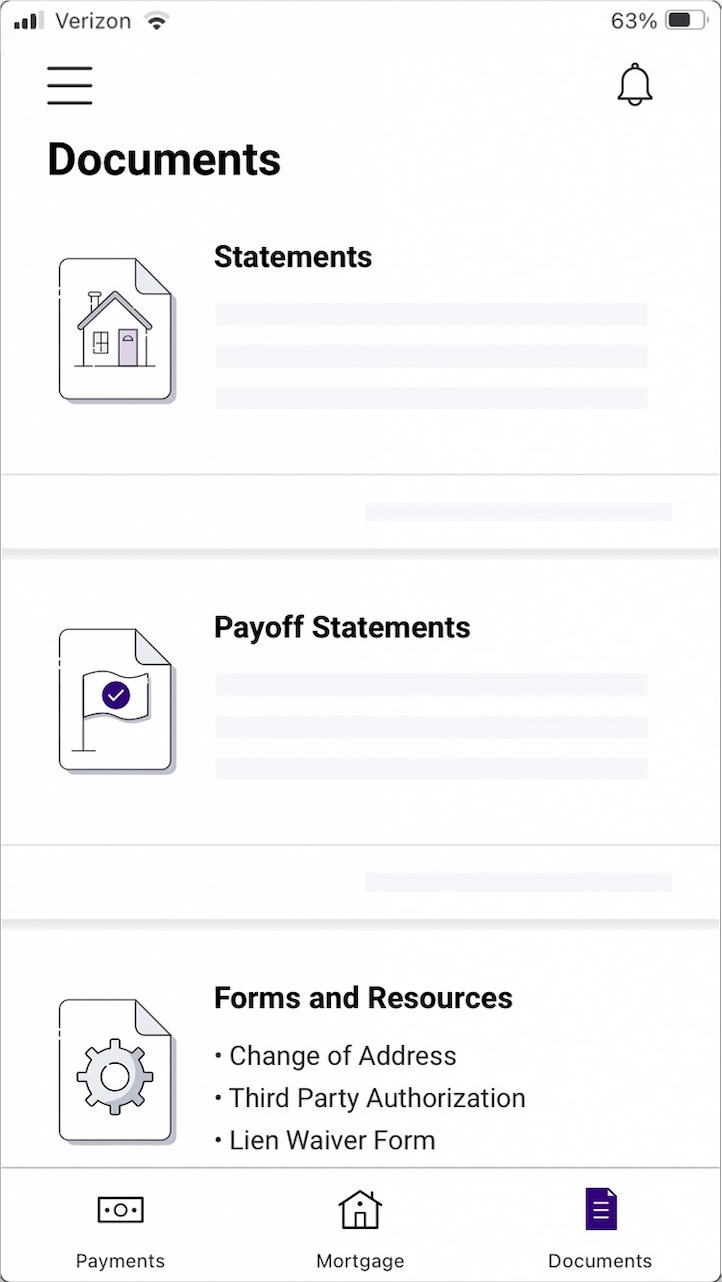 Verizon 63%
Documents
Statements
Payoff Statements
Forms and Resources
• Change of Address
• Third Party Authorization
• Lien Waiver Form
Payments Mortgage Documents